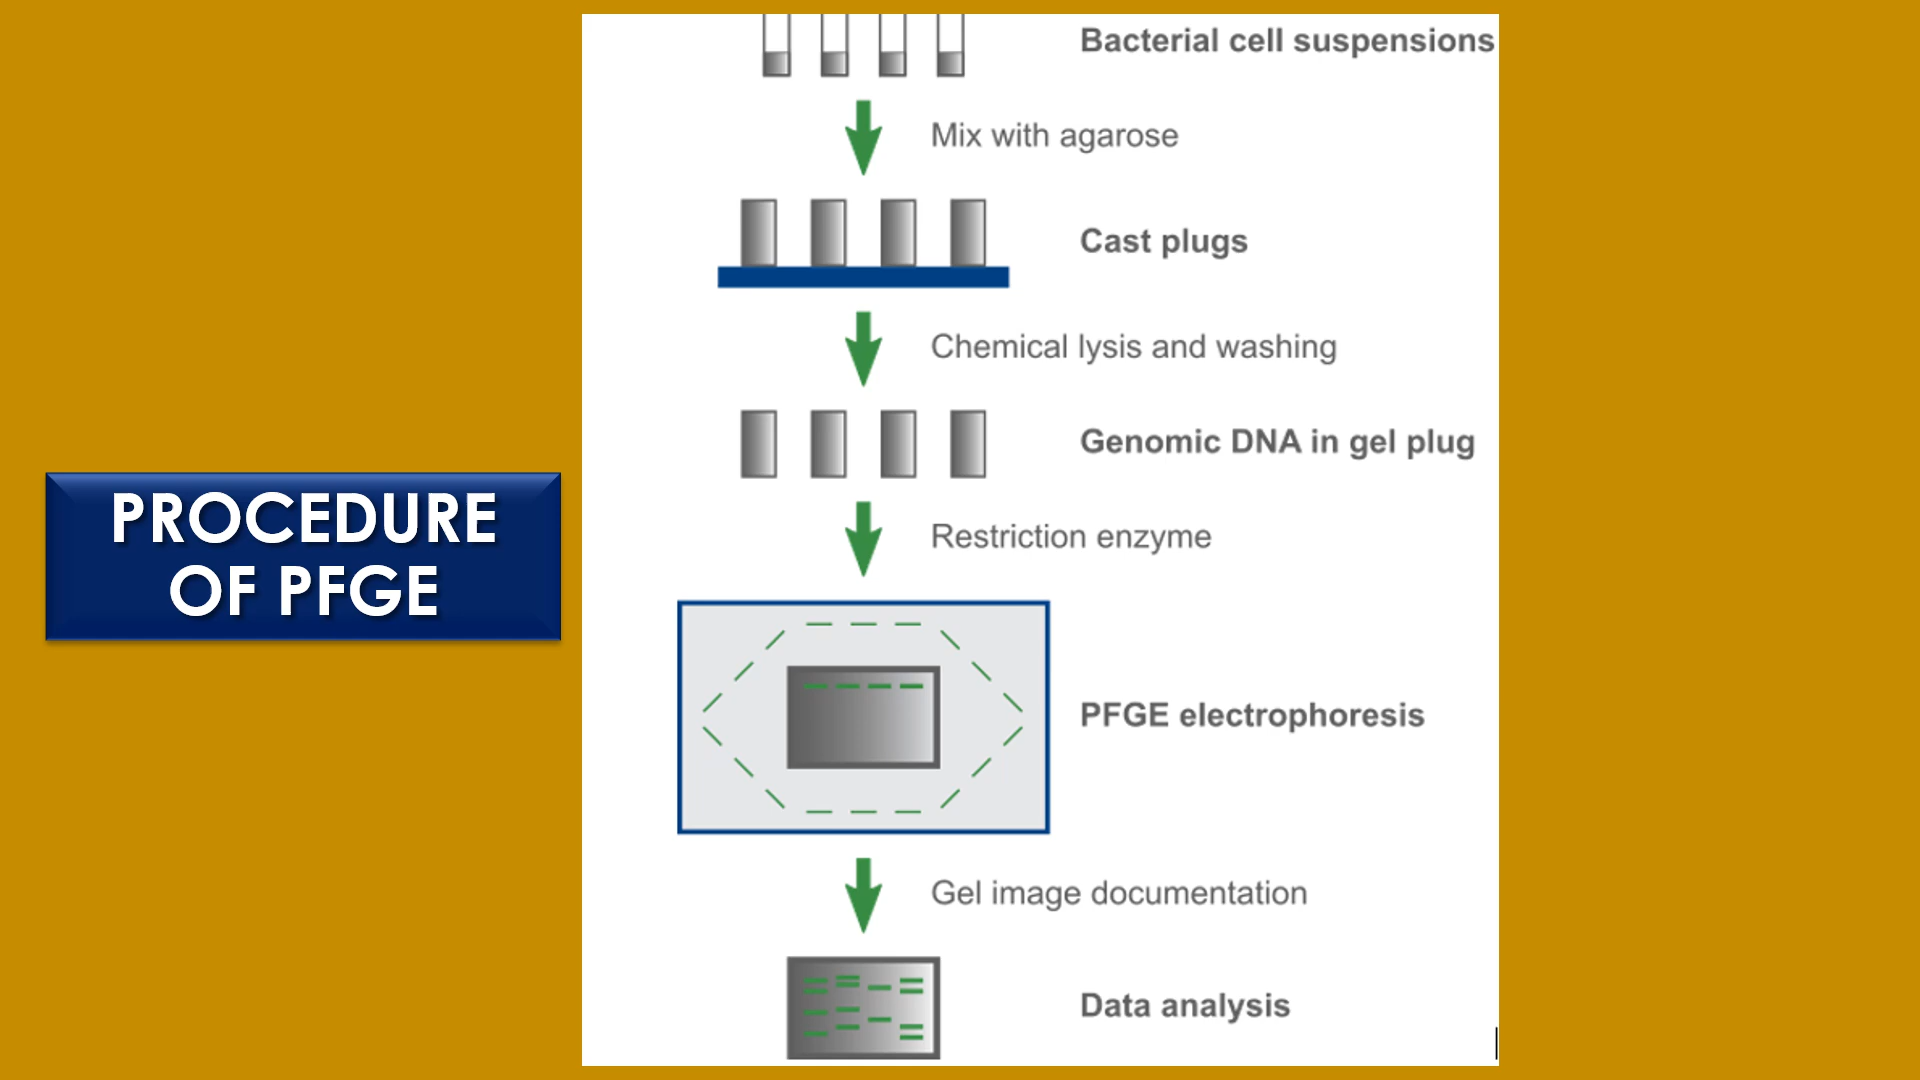 PROCEDURE
OF PFGE
Bacterial cell suspensions
Mix with agarose
Cast plugs
Chemical lysis and washing
Genomic DNA in gel plug
Restriction enzyme
PFGE electrophoresis
Gel image documentation
Data analysis